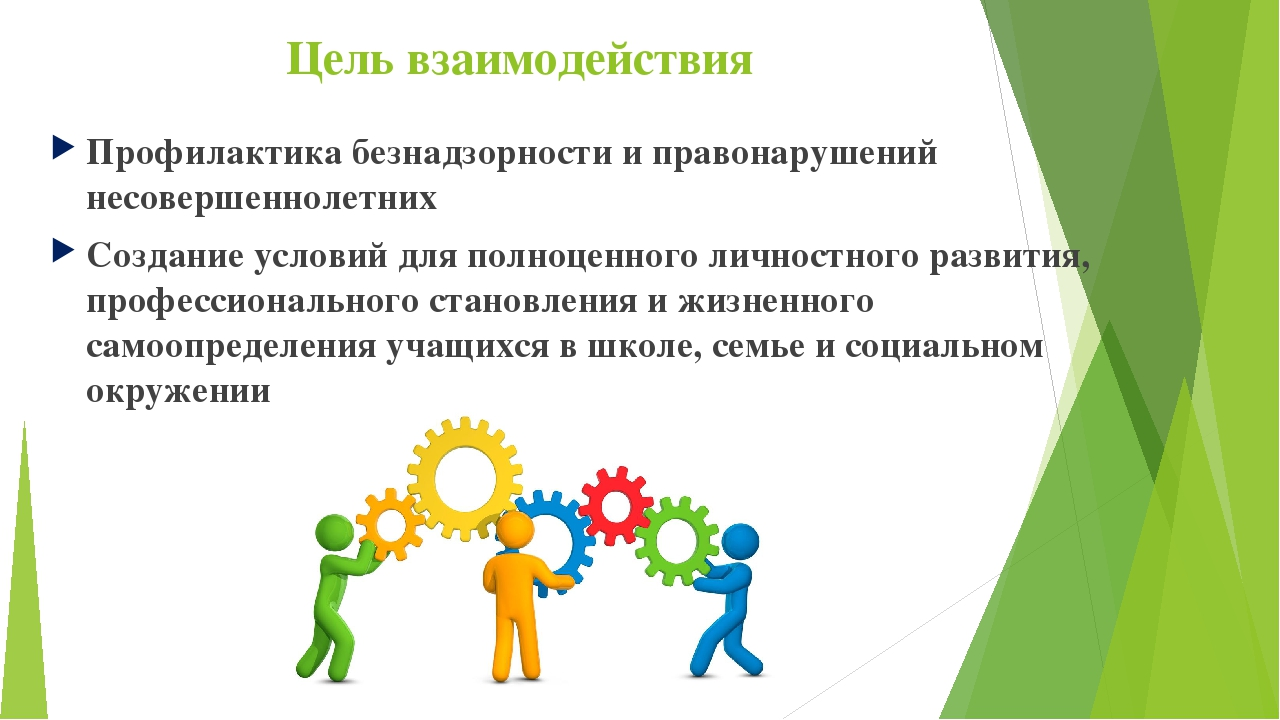 Цель взаимодействия
Профилактика безнадзорности и правонарушений
несовершеннолетних
Создание условий для полноценного личностного развития,
профессионального становления и жизненного
самоопределения учащихся в школе, семье и социальном
окружении